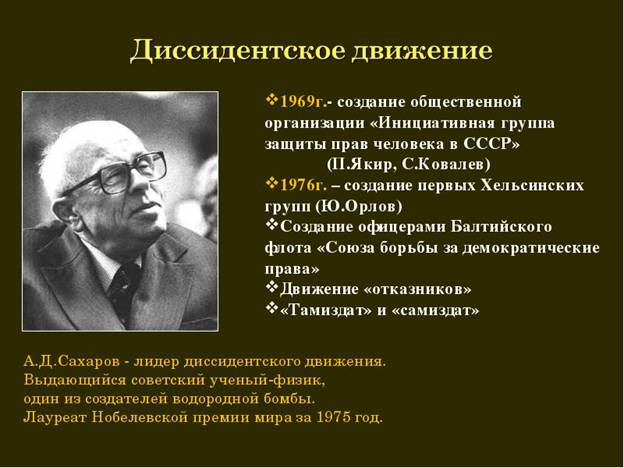 Диссидентское движение
❖1969г.- создание общественной
организации «Инициативная группа
защиты прав человека в СССР»
(П.Якир, С.Ковалев)
❖1976г. – создание первых Хельсинских
групп (Ю.Орлов)
❖Создание офицерами Балтийского
флота «Союза борьбы за демократические
права»
❖Движение «отказников»
❖«Тамиздат» и «самиздат»
А.Д.Сахаров - лидер диссидентского движения.
Выдающийся советский ученый-физик,
один из создателей водородной бомбы.
Лауреат Нобелевской премии мира за 1975 год.